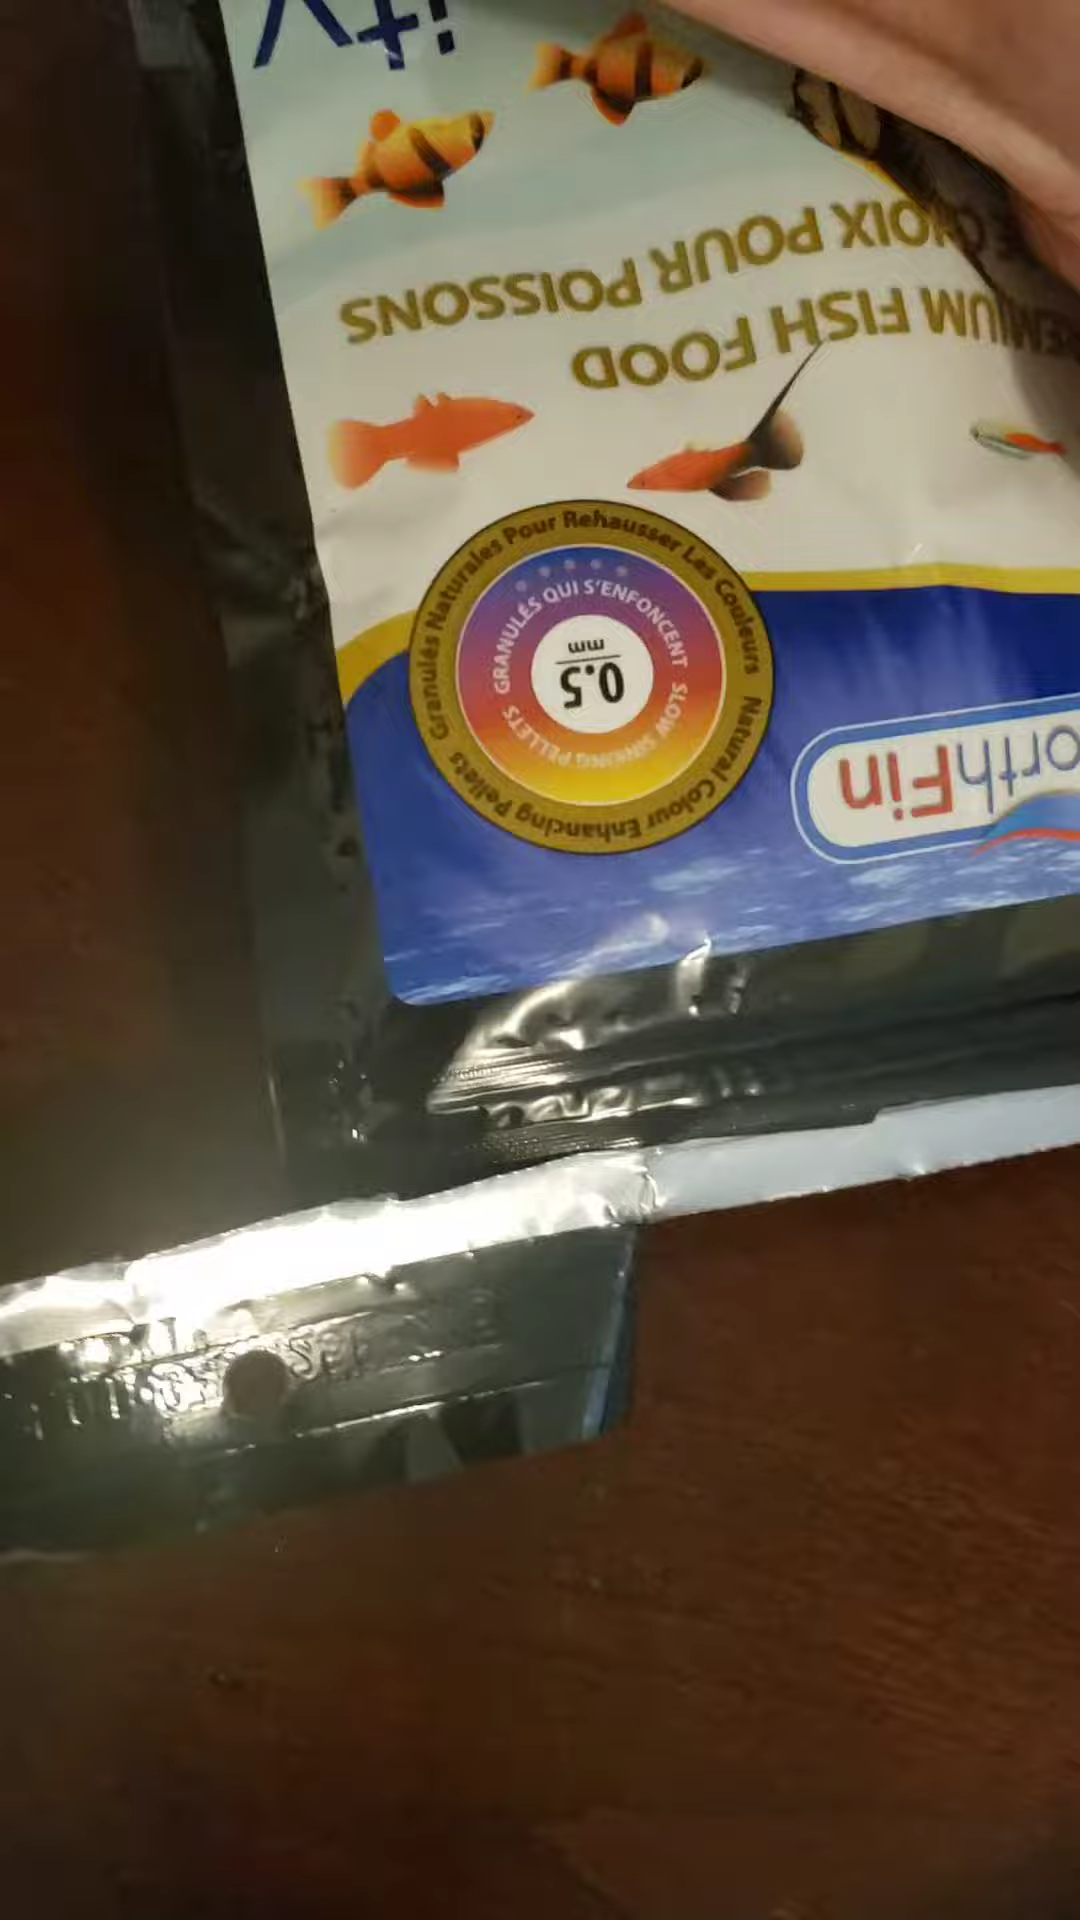 orthFin
0.5
mm
SLOW SINKING PELLETS
GRANULÉS QUI S'ENFONCENT
Natural Colour Enhancing Pellets
Granulés Naturales Pour Rehausser Les Couleurs
EMIUM FISH FOOD
CHOIX POUR POISSONS
ity